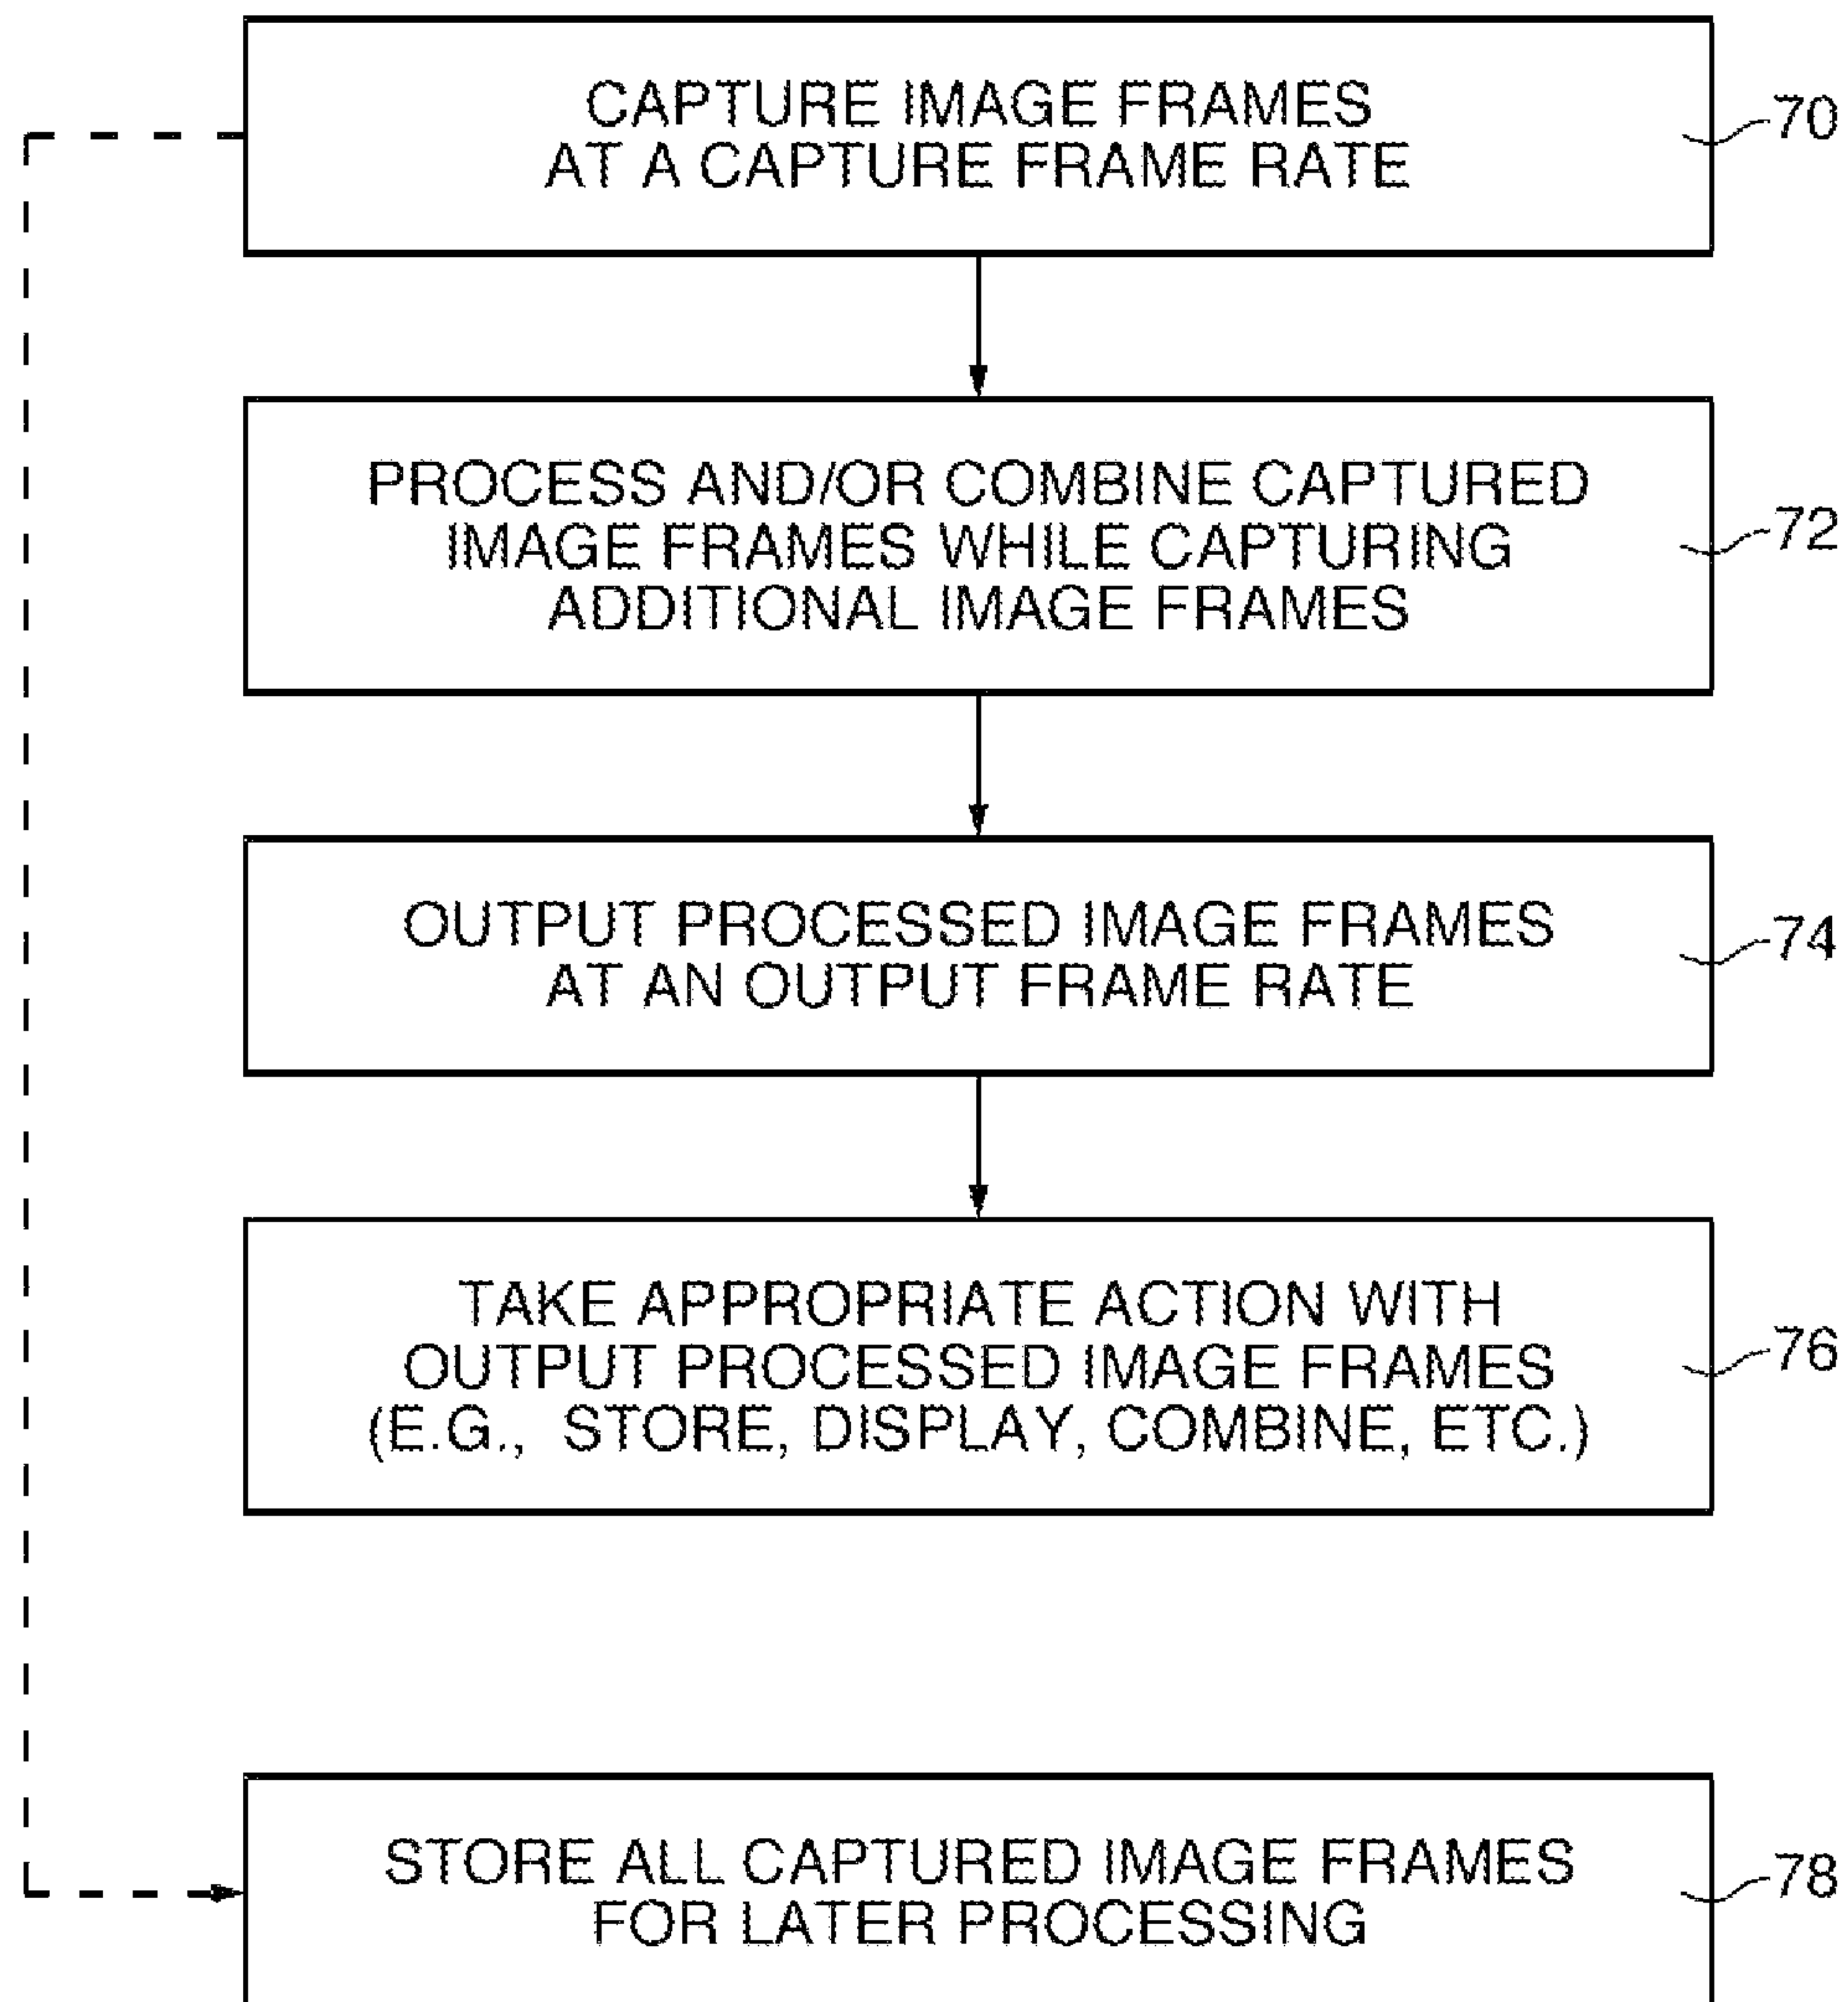 CAPTURE IMAGE FRAMES
AT A CAPTURE FRAME RATE
70
PROCESS AND/OR COMBINE CAPTURED
IMAGE FRAMES WHILE CAPTURING
ADDITIONAL IMAGE FRAMES
72
OUTPUT PROCESSED IMAGE FRAMES
AT AN OUTPUT FRAME RATE
74
TAKE APPROPRIATE ACTION WITH
OUTPUT PROCESSED IMAGE FRAMES
(E.G., STORE, DISPLAY, COMBINE, ETC.)
76
STORE ALL CAPTURED IMAGE FRAMES
FOR LATER PROCESSING
78